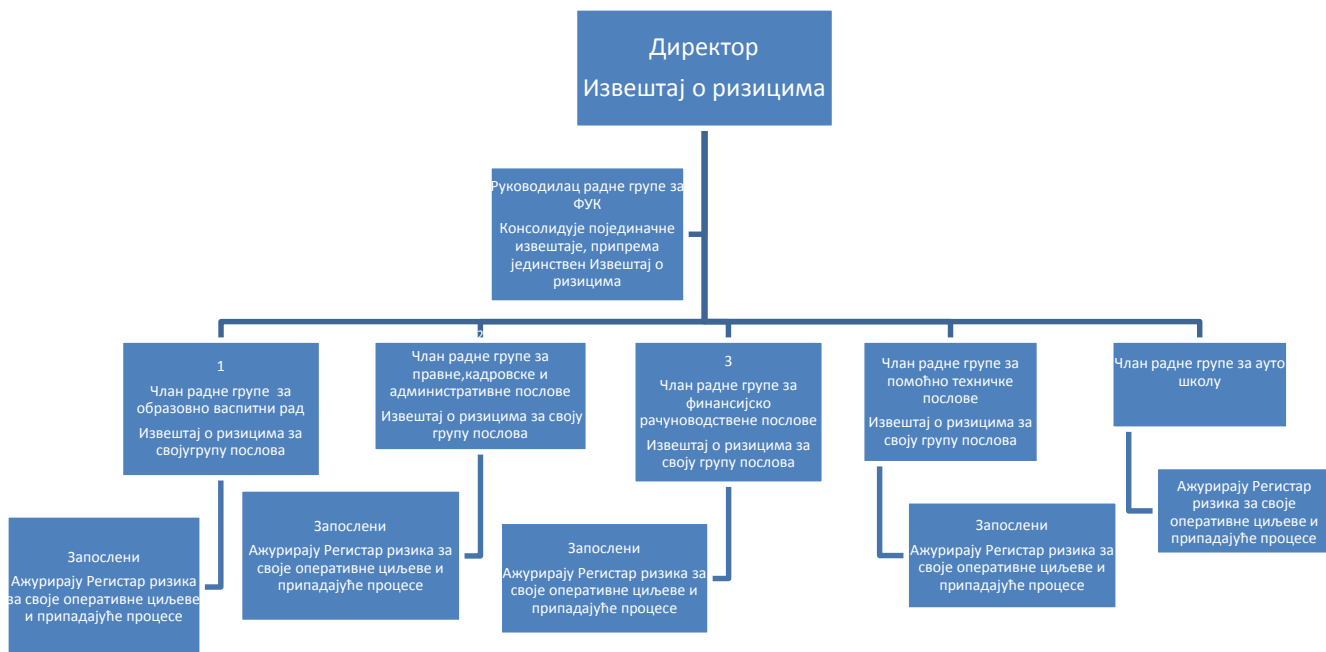 Директор
Извештај о ризицима
Руководилац радне групе за
ФУК
Консолидује појединачне
извештаје, припрема
јединствен Извештај о
ризицима
1
Члан радне групе за
образовно васпитни рад
Извештај о ризицима за
својугрупу послова
2
Члан радне групе за
правне,кадровске и
административне послове
Извештај о ризицима за своју
групу послова
3
Члан радне групе за
финансијско
рачуноводствене послове
Извештај о ризицима за
своју групу послова
Члан радне групе за
помоћно техничке
послове
Извештај о ризицима за
своју групу послова
Члан радне групе за ауто
школу
Запослени
Ажурирају Регистар ризика
за своје оперативне циљеве
и припадајуће процесе
Запослени
Ажурирају Регистар ризика за
своје оперативне циљеве и
припадајуће процесе
Запослени
Ажурирају Регистар ризика за
своје оперативне циљеве и
припадајуће процесе
Запослени
Ажурирају Регистар ризика за
своје оперативне циљеве и
припадајуће процесе
Ажурирају Регистар
ризика за своје
оперативне циљеве и
припадајуће процесе